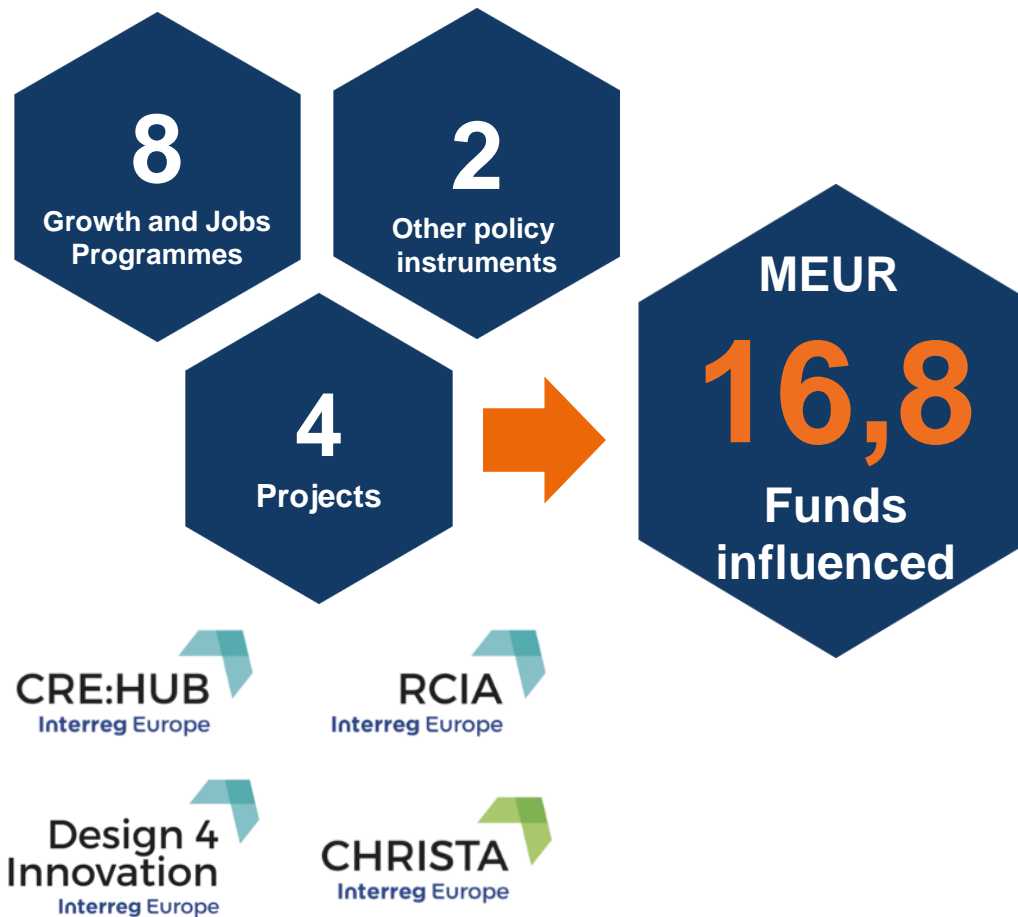 8
Growth and Jobs
Programmes
2
Other policy
instruments
4
Projects
MEUR
16,8
Funds
influenced
CRE:HUB
Interreg Europe
RCIA
Interreg Europe
Design 4
Innovation
Interreg Europe
CHRISTA
Interreg Europe